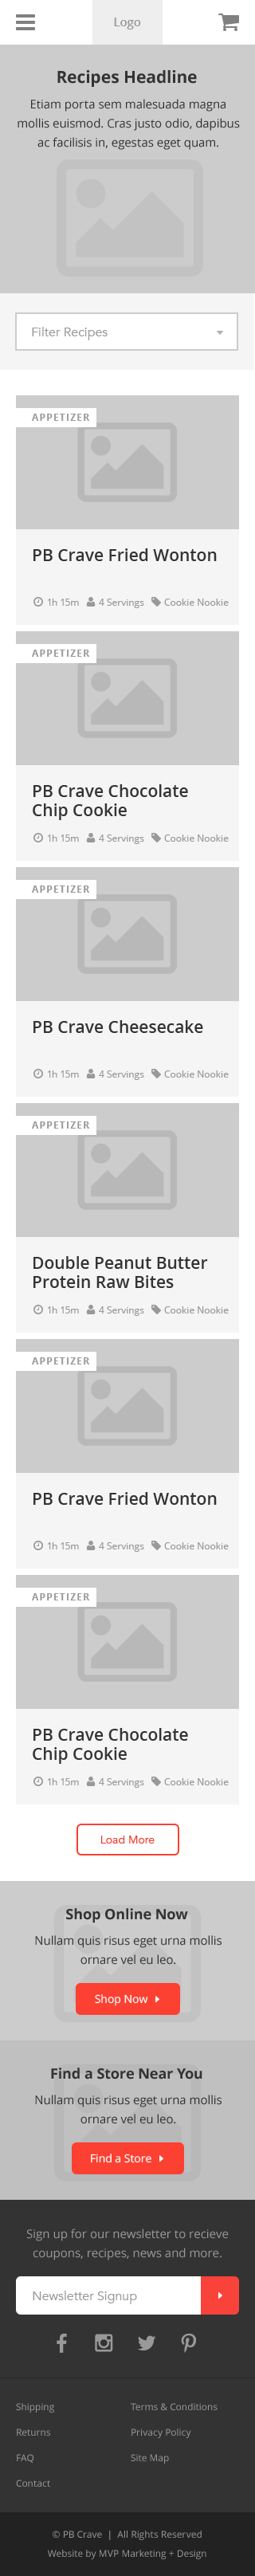 Logo
Recipes Headline
Etiam porta sem malesuada magna
mollis euismod. Cras justo odio, dapibus
ac facilisis in, egestas eget quam.
Filter Recipes
APPETIZER
PB Crave Fried Wonton
1h 15m 4 Servings Cookie Nookie
APPETIZER
PB Crave Chocolate
Chip Cookie
1h 15m 4 Servings Cookie Nookie
APPETIZER
PB Crave Cheesecake
1h 15m 4 Servings Cookie Nookie
APPETIZER
Double Peanut Butter
Protein Raw Bites
1h 15m 4 Servings Cookie Nookie
APPETIZER
PB Crave Fried Wonton
1h 15m 4 Servings Cookie Nookie
APPETIZER
PB Crave Chocolate
Chip Cookie
1h 15m 4 Servings Cookie Nookie
Load More
Shop Online Now
Nullam quis risus eget urna mollis
ornare vel eu leo.
Shop Now
Find a Store Near You
Nullam quis risus eget urna mollis
ornare vel eu leo.
Find a Store
Sign up for our newsletter to recieve
coupons, recipes, news and more.
Newsletter Signup
Shipping Terms & Conditions
Returns Privacy Policy
FAQ Site Map
Contact
© PB Crave | All Rights Reserved
Website by MVP Marketing + Design